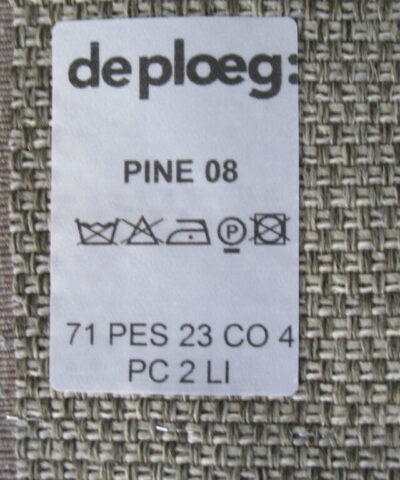 deploeg:
PINE 08
P
71 PES 23 CO 4
PC 2 LI